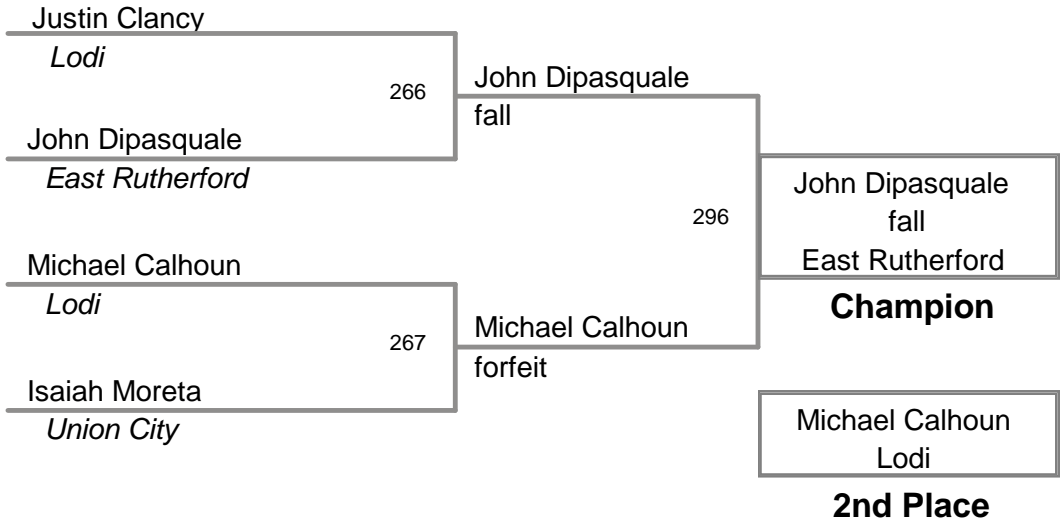 Justin Clancy
Lodi
266
John Dipasquale
fall
John Dipasquale
East Rutherford
296
John Dipasquale
fall
East Rutherford
Champion
Michael Calhoun
Lodi
267
Michael Calhoun
forfeit
Isaiah Moreta
Union City
Michael Calhoun
Lodi
2nd Place